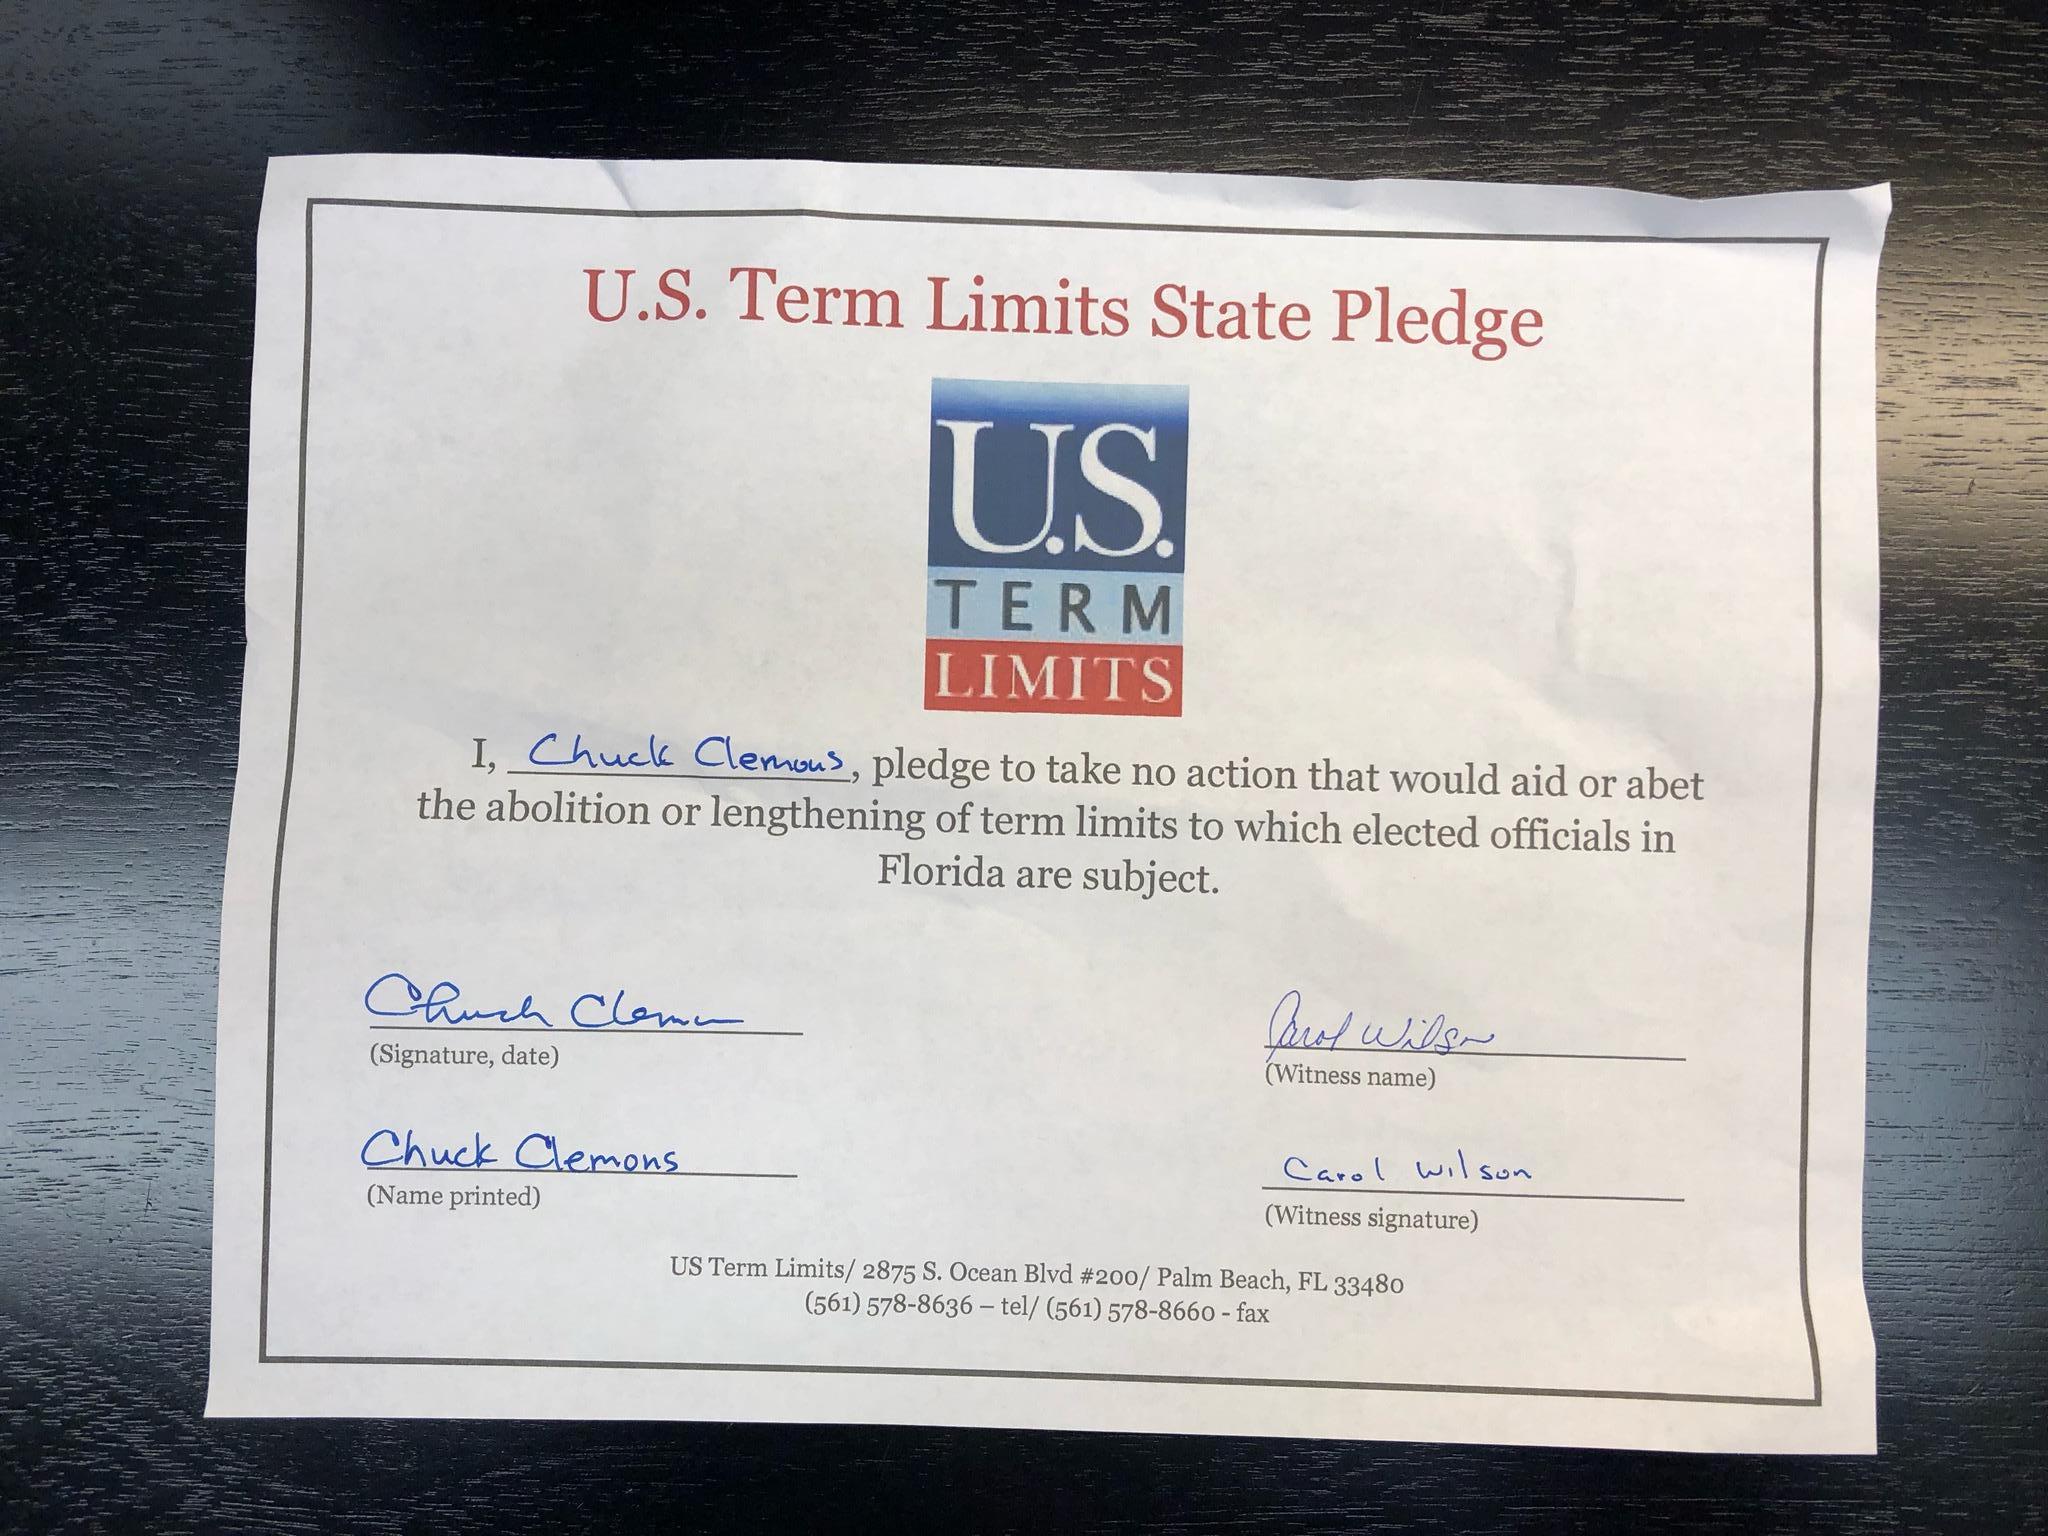 U.S. Term Limits State Pledge
U.S.
TERM
LIMITS
I, Chuck Clemons, pledge to take no action that would aid or abet
the abolition or lengthening of term limits to which elected officials in
Florida are subject.
Chuck Clemons
Carol Wilson
(Signature, date)
(Witness name)
Chuck Clemons
Carol Wilson
(Name printed)
(Witness signature)
US Term Limits/ 2875 S. Ocean Blvd #200/ Palm Beach, FL 33480
(561) 578-8636 – tel/ (561) 578-8660 - fax